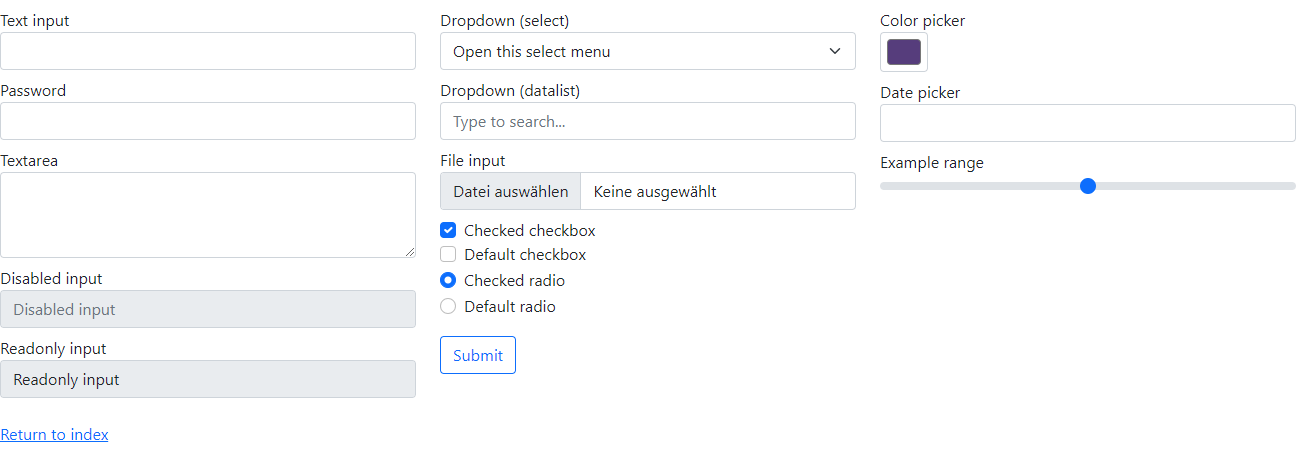 Text input
Password
Textarea
Disabled input
Disabled input
Readonly input
Readonly input
Return to index
Dropdown (select)
Open this select menu
Dropdown (datalist)
Type to search...
File input
Datei auswählen Keine ausgewählt
Checked checkbox
Default checkbox
Checked radio
Default radio
Submit
Color picker
Date picker
Example range